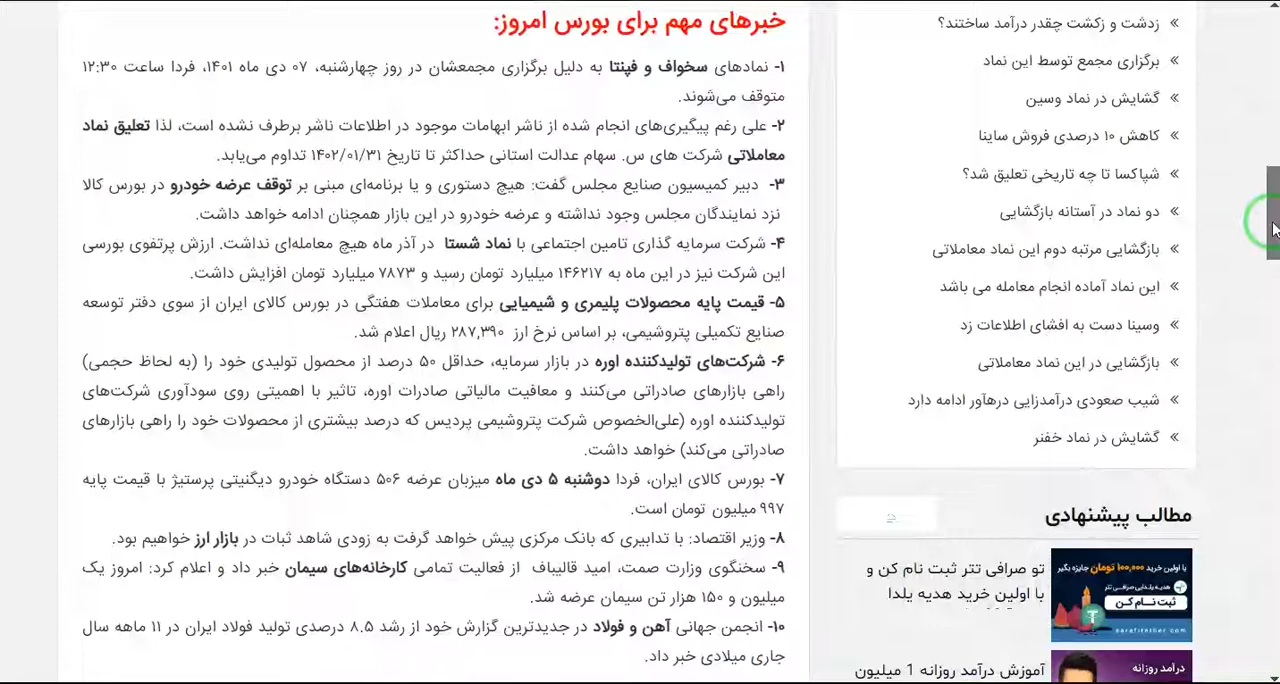 خبرهای مهم برای بورس امروز:
۱- نمادهای سخواف و فپنتا به دلیل برگزاری مجمعشان در روز چهارشنبه، ۰۷ دی ماه ۱۴۰۱، فردا ساعت ۱۲:۳۰
متوقف می‌شوند.
۲- علی رغم پیگیری‌های انجام شده از ناشر ابهامات موجود در اطلاعات ناشر برطرف نشده است، لذا تعلیق نماد
معاملاتی شرکت های س. سهام عدالت استانی حداکثر تا تاریخ ۱۴۰۲/۰۱/۳۱ تداوم می‌یابد.
۳- دبیر کمیسیون صنایع مجلس گفت: هیچ دستوری و یا برنامه‌ای مبنی بر توقف عرضه خودرو در بورس کالا
نزد نمایندگان مجلس وجود نداشته و عرضه خودرو در این بازار همچنان ادامه خواهد داشت.
۴- شرکت سرمایه گذاری تامین اجتماعی با نماد شستا در آذر ماه هیچ معامله‌ای نداشت. ارزش پرتفوی بورسی
این شرکت نیز در این ماه به ۱۴۶۲۱۷ میلیارد تومان رسید و ۷۸۷۳ میلیارد تومان افزایش داشت.
۵- قیمت پایه محصولات پلیمری و شیمیایی برای معاملات هفتگی در بورس کالای ایران از سوی دفتر توسعه
صنایع تکمیلی پتروشیمی، بر اساس نرخ ارز ۲۸۷,۳۹۰ ریال اعلام شد.
۶- شرکت‌های تولیدکننده اوره در بازار سرمایه، حداقل ۵۰ درصد از محصول تولیدی خود را (به لحاظ حجمی)
راهی بازارهای صادراتی می‌کنند و معافیت مالیاتی صادرات اوره، تاثیر با اهمیتی روی سودآوری شرکت‌های
تولیدکننده اوره (علی‌الخصوص شرکت پتروشیمی پردیس که درصد بیشتری از محصولات خود را راهی بازارهای
صادراتی می‌کند) خواهد داشت.
۷- بورس کالای ایران، فردا دوشنبه ۵ دی ماه میزبان عرضه ۵۰۶ دستگاه خودرو دیگنیتی پرستیژ با قیمت پایه
۹۹۷ میلیون تومان است.
۸- وزیر اقتصاد: با تدابیری که بانک مرکزی پیش خواهد گرفت به زودی شاهد ثبات در بازار ارز خواهیم بود.
۹- سخنگوی وزارت صمت، امید قالیباف از فعالیت تمامی کارخانه‌های سیمان خبر داد و اعلام کرد: امروز یک
میلیون و ۱۵۰ هزار تن سیمان عرضه شد.
۱۰- انجمن جهانی آهن و فولاد در جدیدترین گزارش خود از رشد ۸.۵ درصدی تولید فولاد ایران در ۱۱ ماهه سال
جاری میلادی خبر داد.
» زدشت و زکشت چقدر درآمد ساختند؟
» برگزاری مجمع توسط این نماد
» گشایش در نماد وسین
» کاهش ۱۰ درصدی فروش ساینا
» شپاکسا تا چه تاریخی تعلیق شد؟
» دو نماد در آستانه بازگشایی
» بازگشایی مرتبه دوم این نماد معاملاتی
» این نماد آماده انجام معامله می باشد
» وسینا دست به افشای اطلاعات زد
» بازگشایی در این نماد معاملاتی
» شیب صعودی درآمدزایی درهآور ادامه دارد
» گشایش در نماد خفنر
مطالب پیشنهادی
تو صرافی تتر ثبت نام کن و
با اولین خرید هدیه یلدا
با اولین خرید ۱۰۰,۰۰۰ تومان جایزه بگیر
هدیه یلدایی صرافی تتر
ثبت نام کن
sarafitether.com
آموزش درآمد روزانه 1 میلیون
درآمد روزانه